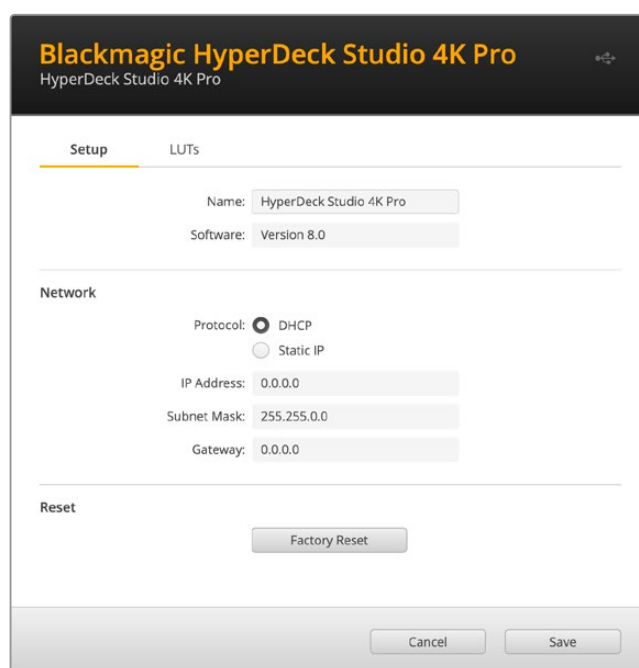 Blackmagic HyperDeck Studio 4K Pro
HyperDeck Studio 4K Pro
Setup LUTs
Name: HyperDeck Studio 4K Pro
Software: Version 8.0
Network
Protocol: DHCP
Static IP
IP Address: 0.0.0.0
Subnet Mask: 255.255.0.0
Gateway: 0.0.0.0
Reset
Factory Reset
Cancel Save